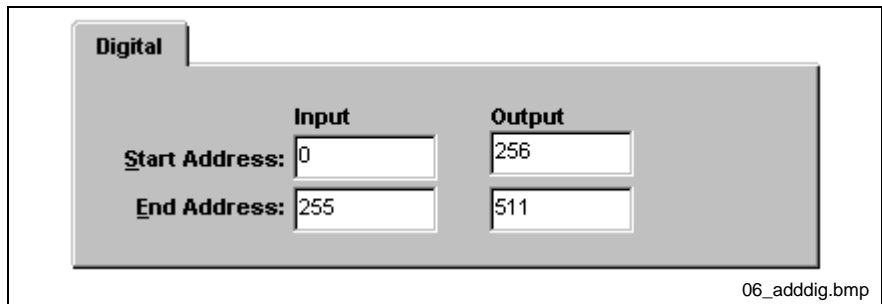 Digital
Input Output
Start Address: 0 256
End Address: 255 511
06_adddig.bmp